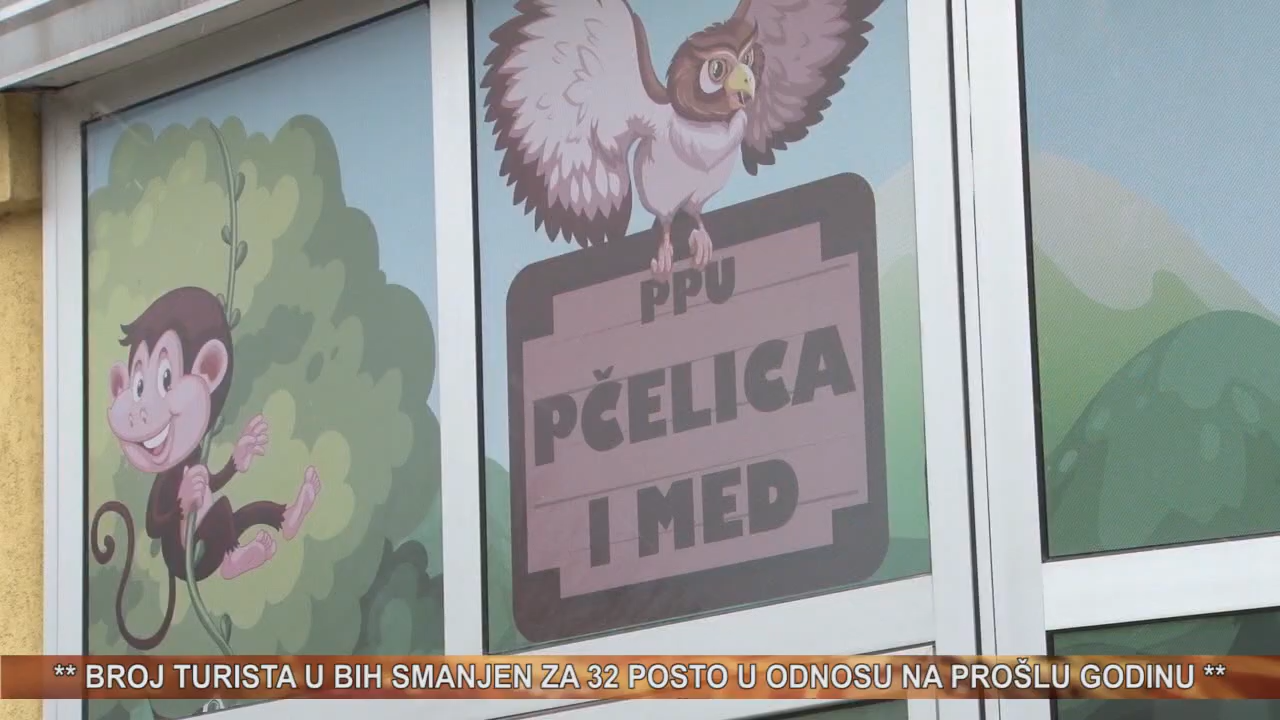 PPU
PČELICA
I MED
** BROJ TURISTA U BIH SMANJEN ZA 32 POSTO U ODNOSU NA PROŠLU GODINU **